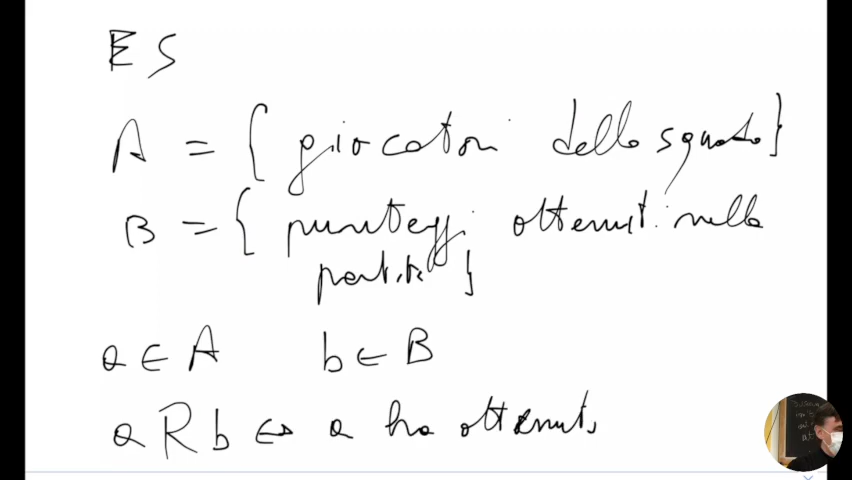 ES
A = { giocatori della squadra}
B = { punteggi ottenuti nella
partita }
a ∈ A b ∈ B
a R b ⇔ a ha ottenuto